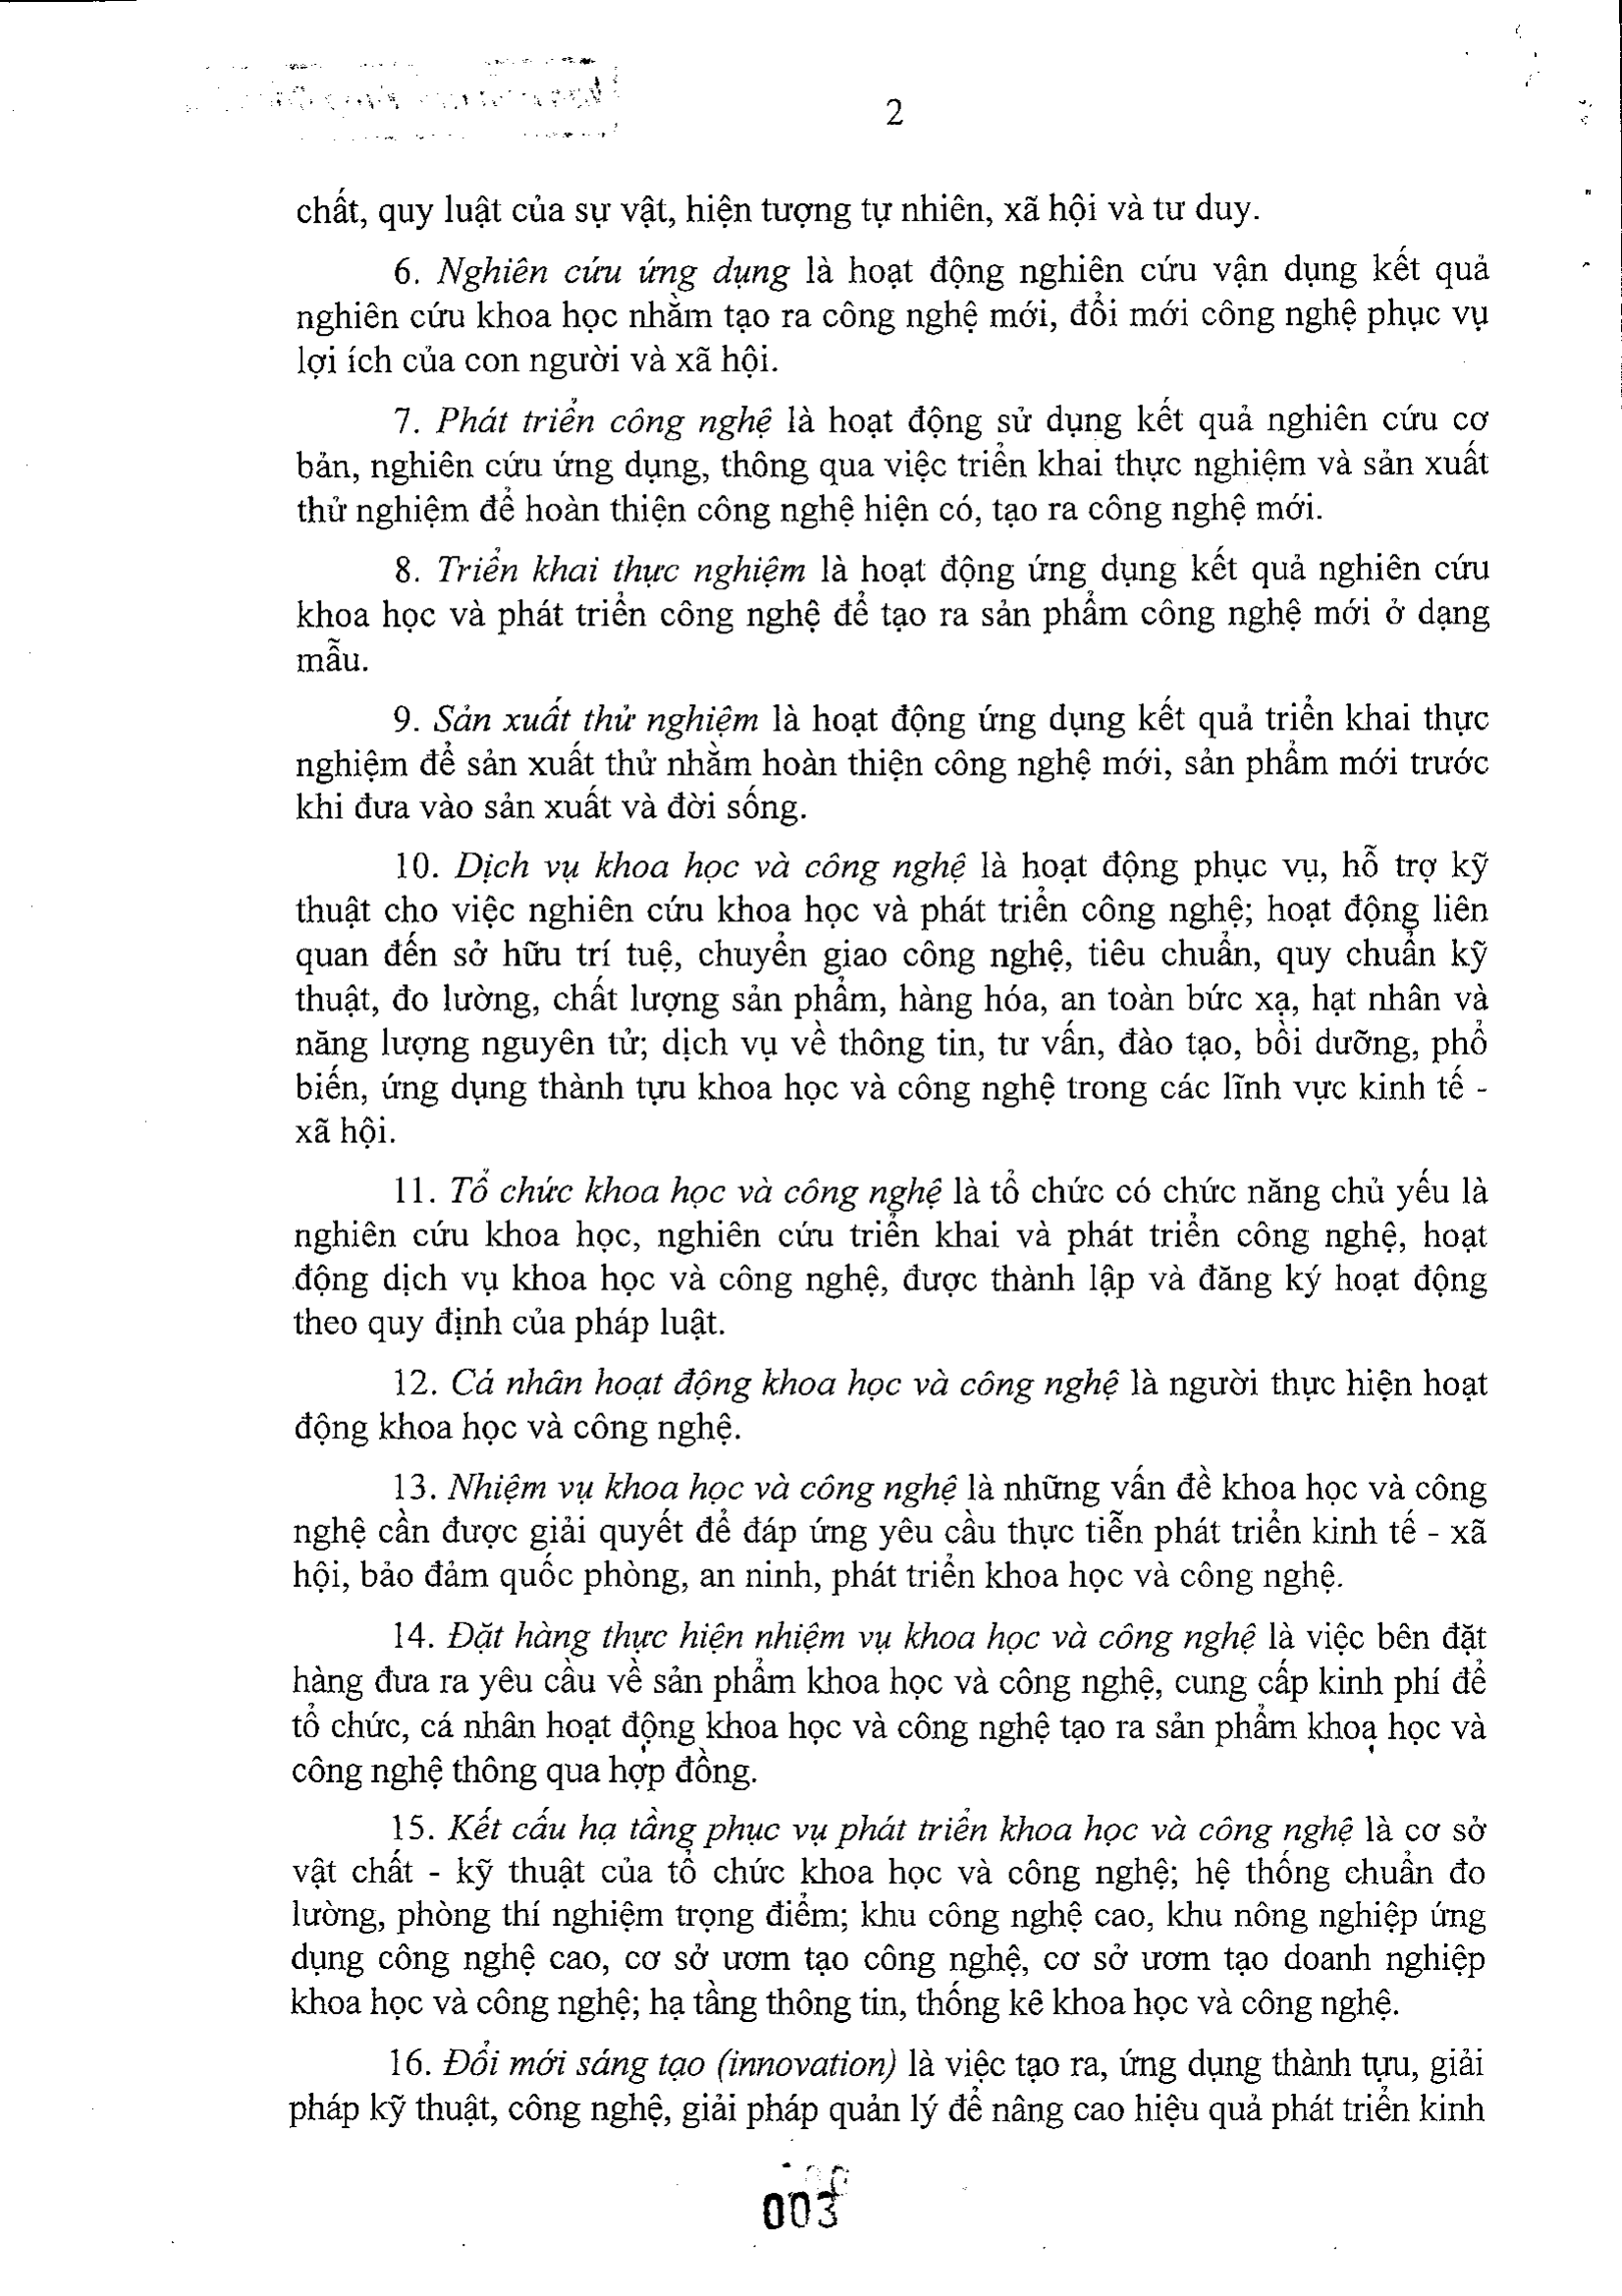 2
chất, quy luật của sự vật, hiện tượng tự nhiên, xã hội và tư duy.
6. Nghiên cứu ứng dụng là hoạt động nghiên cứu vận dụng kết quả
nghiên cứu khoa học nhằm tạo ra công nghệ mới, đổi mới công nghệ phục vụ
lợi ích của con người và xã hội.
7. Phát triển công nghệ là hoạt động sử dụng kết quả nghiên cứu cơ
bản, nghiên cứu ứng dụng, thông qua việc triển khai thực nghiệm và sản xuất
thử nghiệm để hoàn thiện công nghệ hiện có, tạo ra công nghệ mới.
8. Triển khai thực nghiệm là hoạt động ứng dụng kết quả nghiên cứu
khoa học và phát triển công nghệ để tạo ra sản phẩm công nghệ mới ở dạng
mẫu.
9. Sản xuất thử nghiệm là hoạt động ứng dụng kết quả triển khai thực
nghiệm để sản xuất thử nhằm hoàn thiện công nghệ mới, sản phẩm mới trước
khi đưa vào sản xuất và đời sống.
10. Dịch vụ khoa học và công nghệ là hoạt động phục vụ, hỗ trợ kỹ
thuật cho việc nghiên cứu khoa học và phát triển công nghệ; hoạt động liên
quan đến sở hữu trí tuệ, chuyển giao công nghệ, tiêu chuẩn, quy chuẩn kỹ
thuật, đo lường, chất lượng sản phẩm, hàng hóa, an toàn bức xạ, hạt nhân và
năng lượng nguyên tử; dịch vụ về thông tin, tư vấn, đào tạo, bồi dưỡng, phổ
biến, ứng dụng thành tựu khoa học và công nghệ trong các lĩnh vực kinh tế -
xã hội.
11. Tổ chức khoa học và công nghệ là tổ chức có chức năng chủ yếu là
nghiên cứu khoa học, nghiên cứu triển khai và phát triển công nghệ, hoạt
động dịch vụ khoa học và công nghệ, được thành lập và đăng ký hoạt động
theo quy định của pháp luật.
12. Cá nhân hoạt động khoa học và công nghệ là người thực hiện hoạt
động khoa học và công nghệ.
13. Nhiệm vụ khoa học và công nghệ là những vấn đề khoa học và công
nghệ cần được giải quyết để đáp ứng yêu cầu thực tiễn phát triển kinh tế - xã
hội, bảo đảm quốc phòng, an ninh, phát triển khoa học và công nghệ.
14. Đặt hàng thực hiện nhiệm vụ khoa học và công nghệ là việc bên đặt
hàng đưa ra yêu cầu về sản phẩm khoa học và công nghệ, cung cấp kinh phí để
tổ chức, cá nhân hoạt động khoa học và công nghệ tạo ra sản phẩm khoa học và
công nghệ thông qua hợp đồng.
15. Kết cấu hạ tầng phục vụ phát triển khoa học và công nghệ là cơ sở
vật chất - kỹ thuật của tổ chức khoa học và công nghệ; hệ thống chuẩn đo
lường, phòng thí nghiệm trọng điểm; khu công nghệ cao, khu nông nghiệp ứng
dụng công nghệ cao, cơ sở ươm tạo công nghệ, cơ sở ươm tạo doanh nghiệp
khoa học và công nghệ; hạ tầng thông tin, thống kê khoa học và công nghệ.
16. Đổi mới sáng tạo (innovation) là việc tạo ra, ứng dụng thành tựu, giải
pháp kỹ thuật, công nghệ, giải pháp quản lý để nâng cao hiệu quả phát triển kinh
003